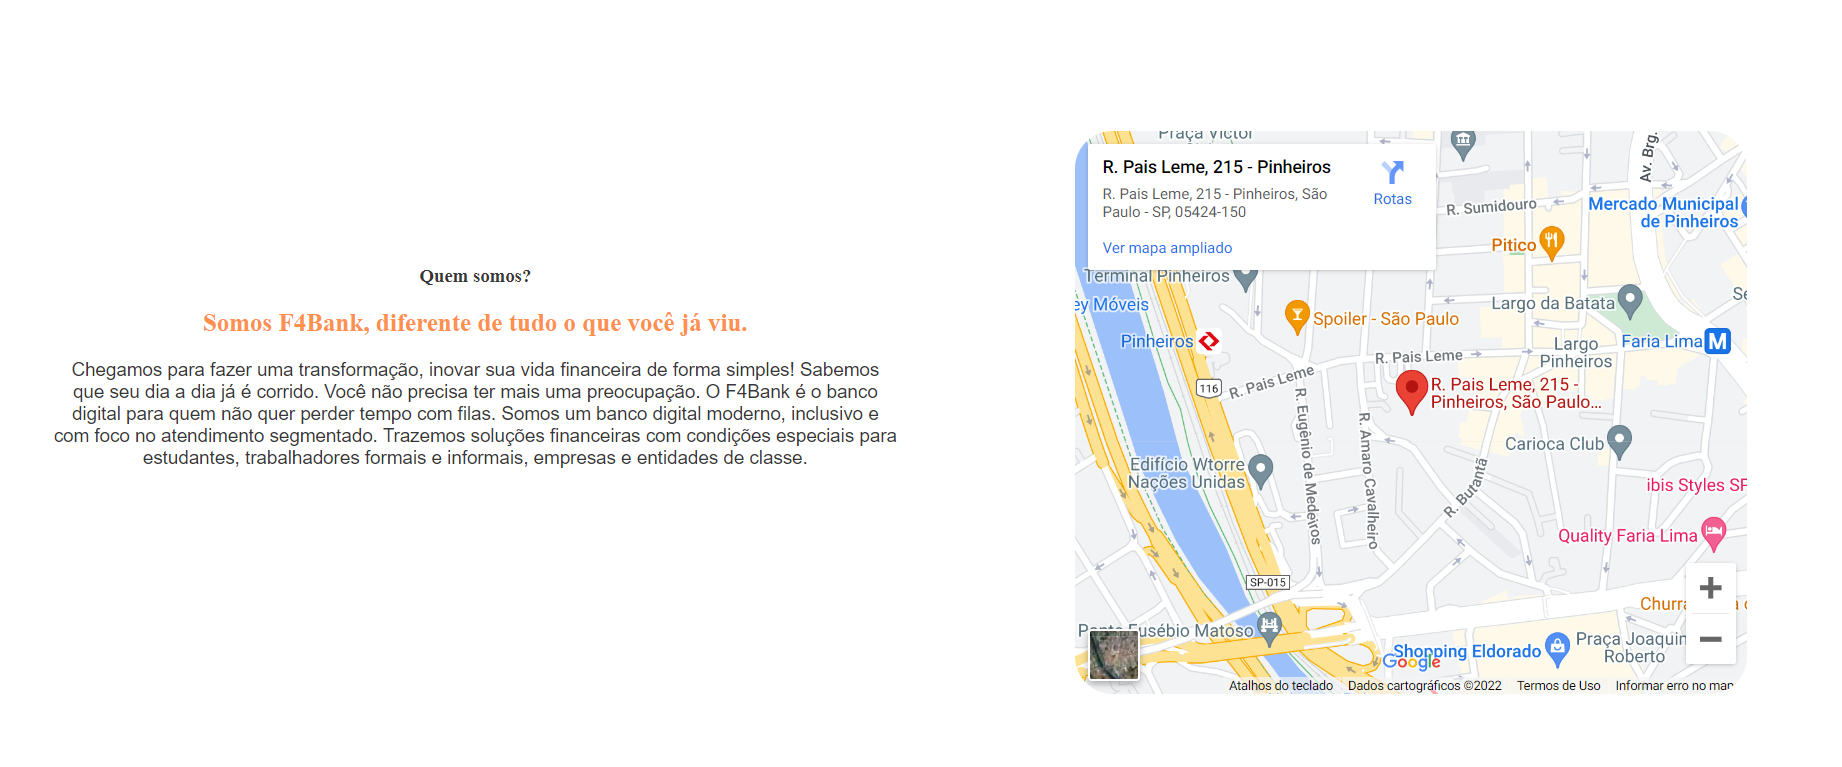 Quem somos?
Somos F4Bank, diferente de tudo o que você já viu.
Chegamos para fazer uma transformação, inovar sua vida financeira de forma simples! Sabemos
que seu dia a dia já é corrido. Você não precisa ter mais uma preocupação. O F4Bank é o banco
digital para quem não quer perder tempo com filas. Somos um banco digital moderno, inclusivo e
com foco no atendimento segmentado. Trazemos soluções financeiras com condições especiais para
estudantes, trabalhadores formais e informais, empresas e entidades de classe.
Praça Victor
R. Pais Leme, 215 - Pinheiros
R. Pais Leme, 215 - Pinheiros, São
Paulo - SP, 05424-150
Rotas
Ver mapa ampliado
Av. Brg.
R. Sumidouro
Mercado Municipal
de Pinheiros
Pitico
Terminal Pinheiros
ey Móveis
Largo da Batata
Se
Spoiler - São Paulo
Pinheiros
Largo
Pinheiros
Faria Lima
M
R. Pais Leme
116
R. Pais Leme
R. Pais Leme, 215 -
Pinheiros, São Paulo...
R. Eugênio de Medeiros
R. Amaro Cavalheiro
Carioca Club
Edifício Wtorre
Nações Unidas
R. Butantã
ibis Styles SP
Quality Faria Lima
SP-015
Churra
Ponte Eusébio Matoso
Shopping Eldorado
Praça Joaquin
Roberto
Google
Atalhos do teclado
Dados cartográficos ©2022
Termos de Uso
Informar erro no map